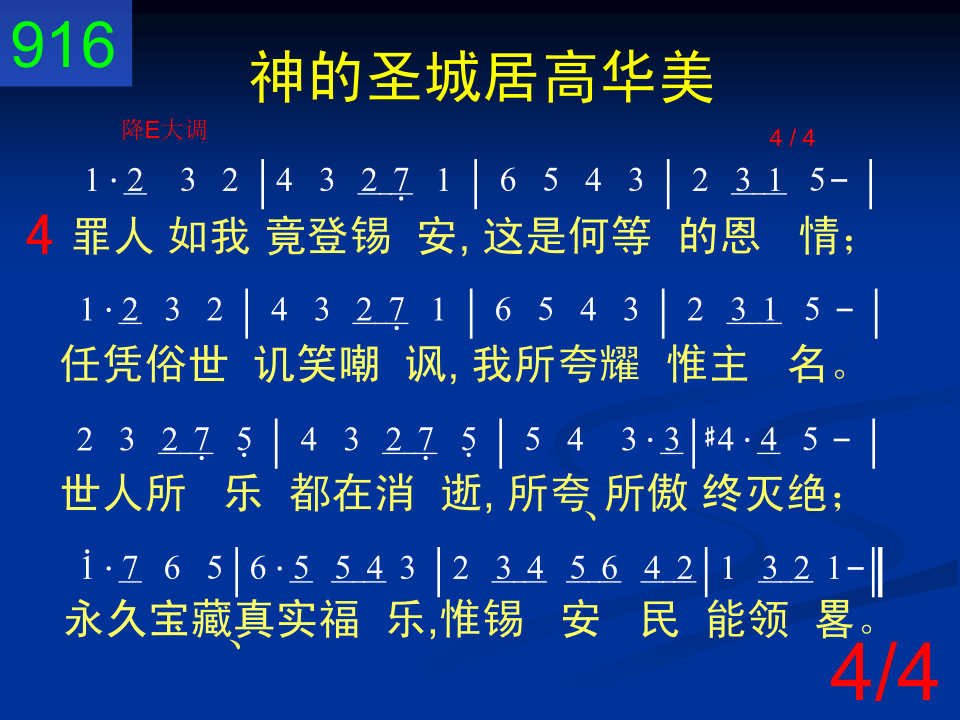 916
神的圣城居高华美
降E大调
4 / 4
1 · 2 3 2 | 4 3 2 7̣ 1 | 6 5 4 3 | 2 3 1 5 − |
4 罪人 如我 竟登锡 安, 这是何等 的恩 情；
1 · 2 3 2 | 4 3 2 7̣ 1 | 6 5 4 3 | 2 3 1 5 − |
任凭俗世 讥笑嘲 讽, 我所夸耀 惟主 名。
2 3 2 7̣ 5̣ | 4 3 2 7̣ 5̣ | 5 4 3 · 3 | ♯4 · 4 5 − |
世人所 乐 都在消 逝, 所夸、所傲 终灭绝；
i · 7 6 5 | 6 · 5 5 4 3 | 2 3 4 5 6 4 2 | 1 3 2 1 − ‖
永久宝藏、真实福 乐,惟锡 安 民 能领 畧。
4/4